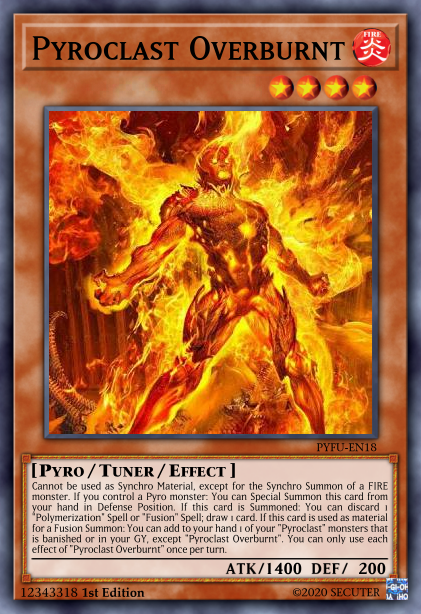 Pyroclast Overburnt
FIRE
炎
PYFU-EN18
[Pyro/Tuner/Effect]
Cannot be used as Synchro Material, except for the Synchro Summon of a FIRE
monster. If you control a Pyro monster: You can Special Summon this card from
your hand in Defense Position. If this card is Summoned: You can discard 1
"Polymerization" Spell or "Fusion" Spell; draw 1 card. If this card is used as material
for a Fusion Summon: You can add to your hand 1 of your "Pyroclast" monsters that
is banished or in your GY, except "Pyroclast Overburnt". You can only use each
effect of "Pyroclast Overburnt" once per turn.
ATK/1400 DEF/ 200
12343318 1st Edition ©2020 SECUTER